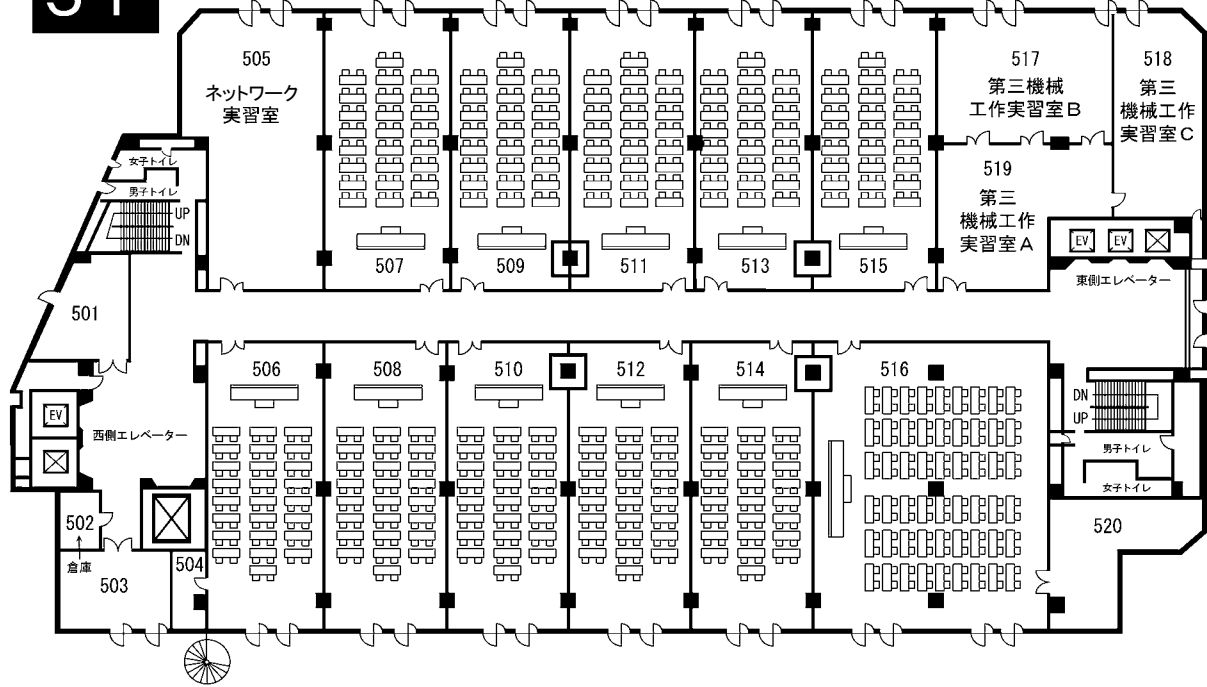 505
ネットワーク
実習室
517
第三機械
工作実習室B
518
第三
機械工作
実習室C
519
第三
機械工作
実習室A
女子トイレ
男子トイレ
UP
DN
507
509
511
513
515
EV
EV
東側エレベーター
501
506
508
510
512
514
516
EV
西側エレベーター
DN
UP
男子トイレ
女子トイレ
502
倉庫
503
504
520